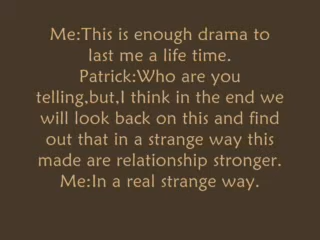 Me:This is enough drama to
last me a life time.
Patrick:Who are you
telling,but,I think in the end we
will look back on this and find
out that in a strange way this
made are relationship stronger.
Me:In a real strange way.